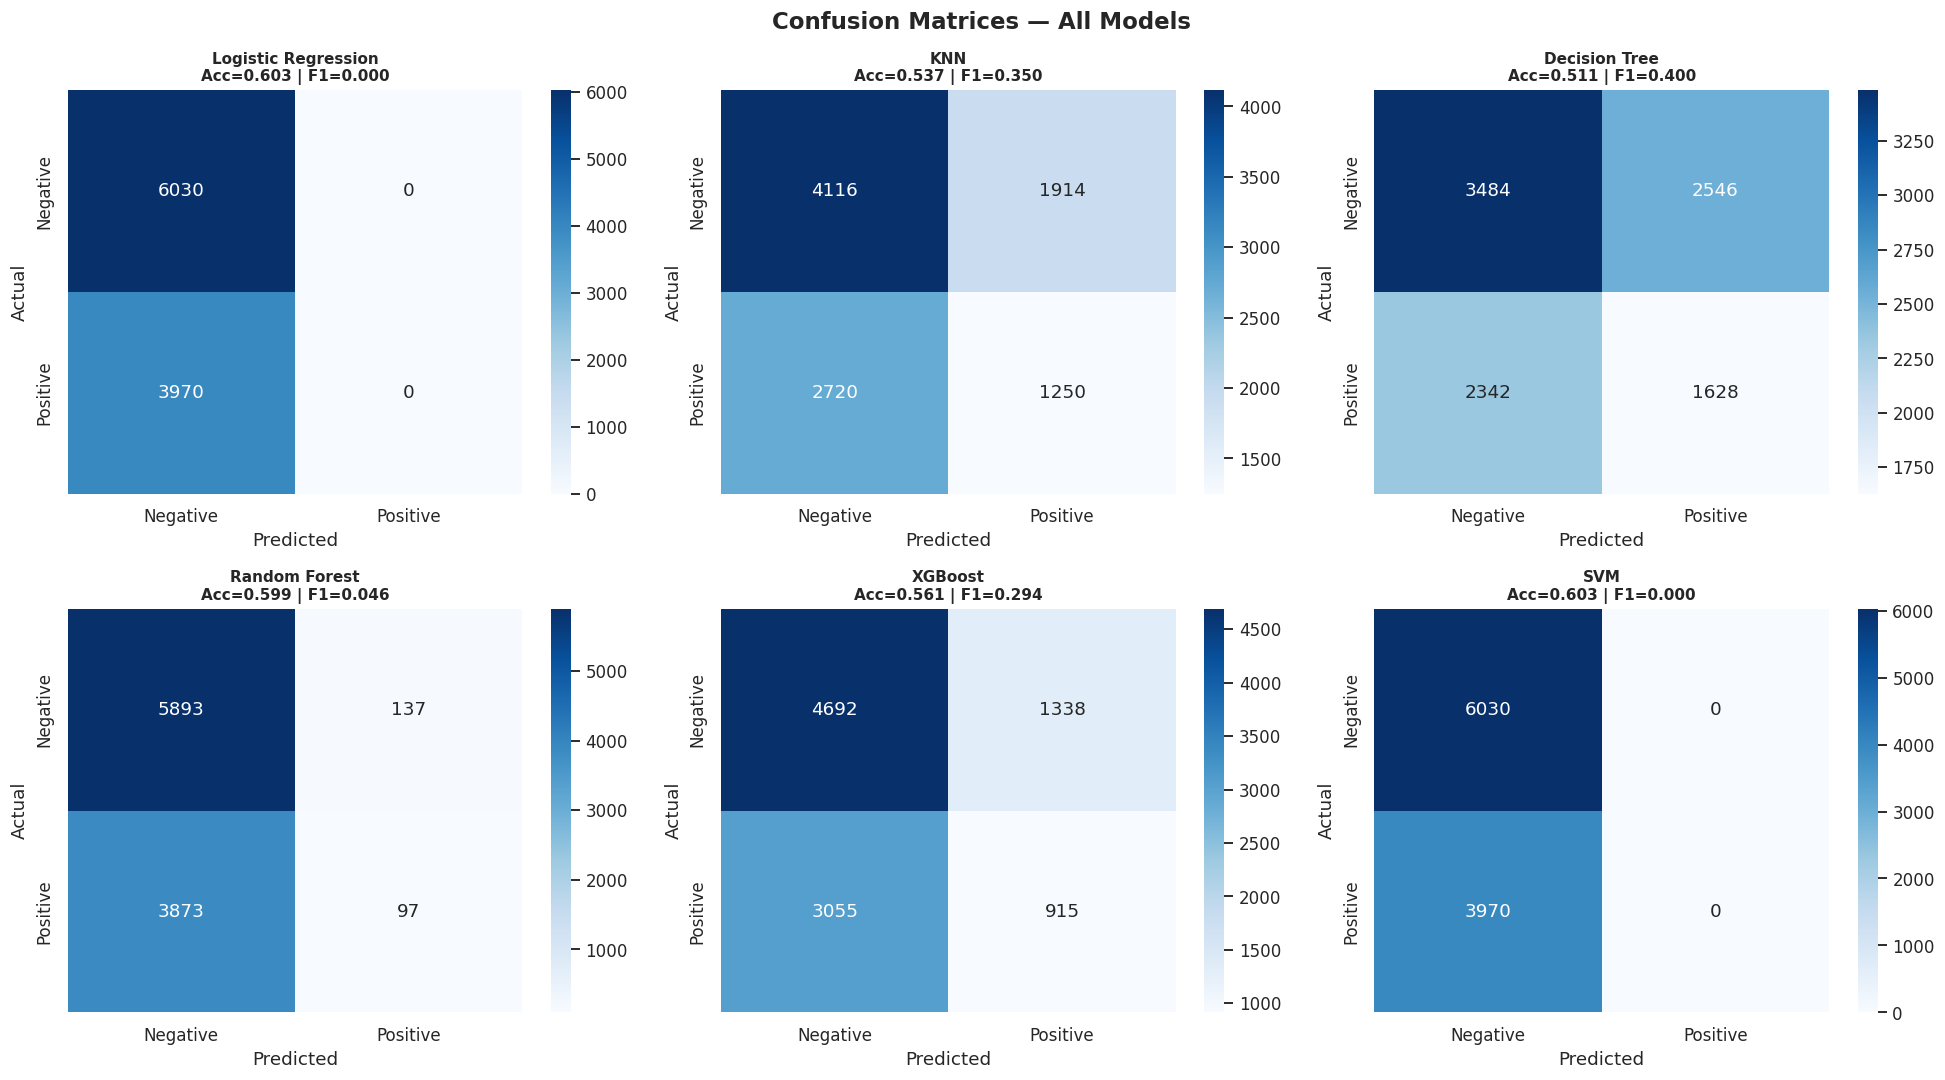 Confusion Matrices — All Models
Logistic Regression
Acc=0.603 | F1=0.000
Actual
Negative
Positive
6030
0
3970
0
Negative
Positive
Predicted
6000
5000
4000
3000
2000
1000
0
KNN
Acc=0.537 | F1=0.350
Actual
Negative
Positive
4116
1914
2720
1250
Negative
Positive
Predicted
4000
3500
3000
2500
2000
1500
Decision Tree
Acc=0.511 | F1=0.400
Actual
Negative
Positive
3484
2546
2342
1628
Negative
Positive
Predicted
3250
3000
2750
2500
2250
2000
1750
Random Forest
Acc=0.599 | F1=0.046
Actual
Negative
Positive
5893
137
3873
97
Negative
Positive
Predicted
5000
4000
3000
2000
1000
XGBoost
Acc=0.561 | F1=0.294
Actual
Negative
Positive
4692
1338
3055
915
Negative
Positive
Predicted
4500
4000
3500
3000
2500
2000
1500
1000
SVM
Acc=0.603 | F1=0.000
Actual
Negative
Positive
6030
0
3970
0
Negative
Positive
Predicted
6000
5000
4000
3000
2000
1000
0